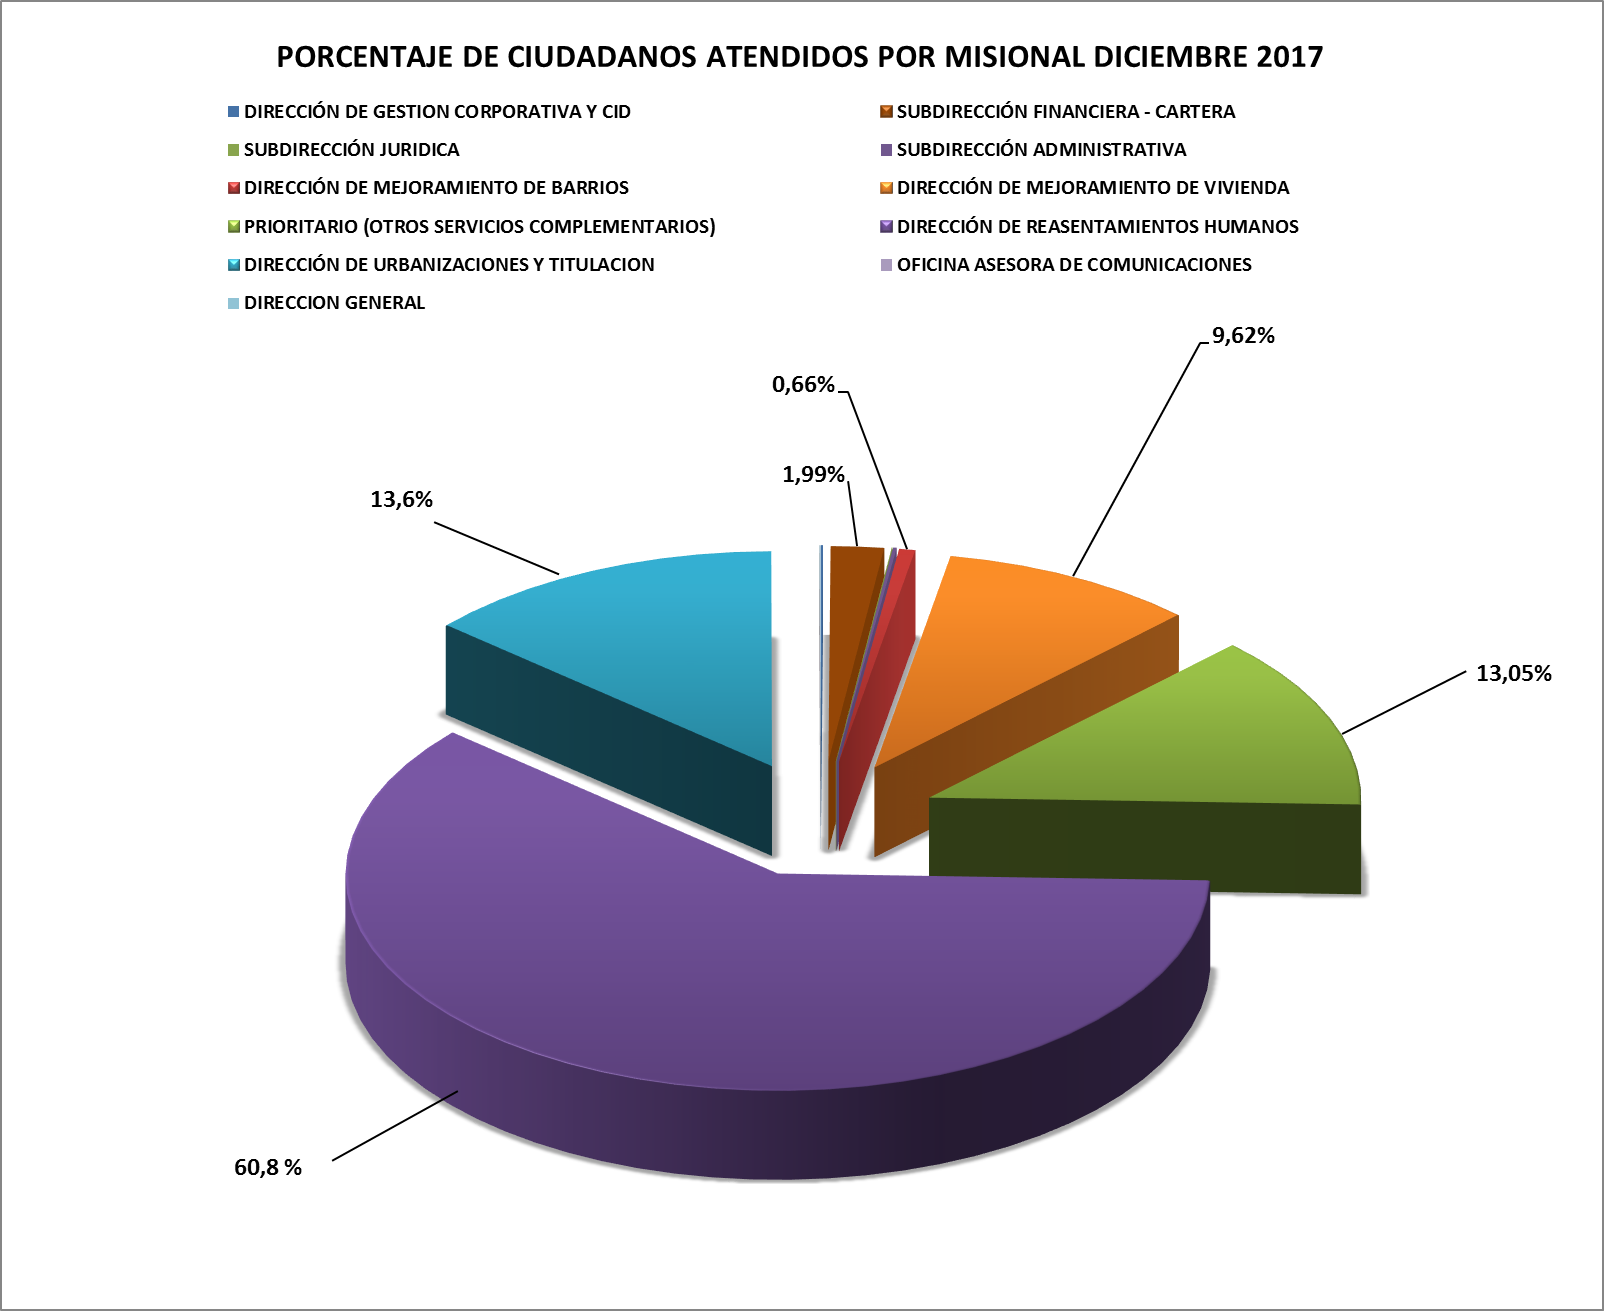 PORCENTAJE DE CIUDADANOS ATENDIDOS POR MISIONAL DICIEMBRE 2017
DIRECCIÓN DE GESTION CORPORATIVA Y CID
SUBDIRECCIÓN FINANCIERA - CARTERA
SUBDIRECCIÓN JURIDICA
SUBDIRECCIÓN ADMINISTRATIVA
DIRECCIÓN DE MEJORAMIENTO DE BARRIOS
DIRECCIÓN DE MEJORAMIENTO DE VIVIENDA
PRIORITARIO (OTROS SERVICIOS COMPLEMENTARIOS)
DIRECCIÓN DE REASENTAMIENTOS HUMANOS
DIRECCIÓN DE URBANIZACIONES Y TITULACION
OFICINA ASESORA DE COMUNICACIONES
DIRECCION GENERAL
9,62%
0,66%
1,99%
13,6%
13,05%
60,8 %